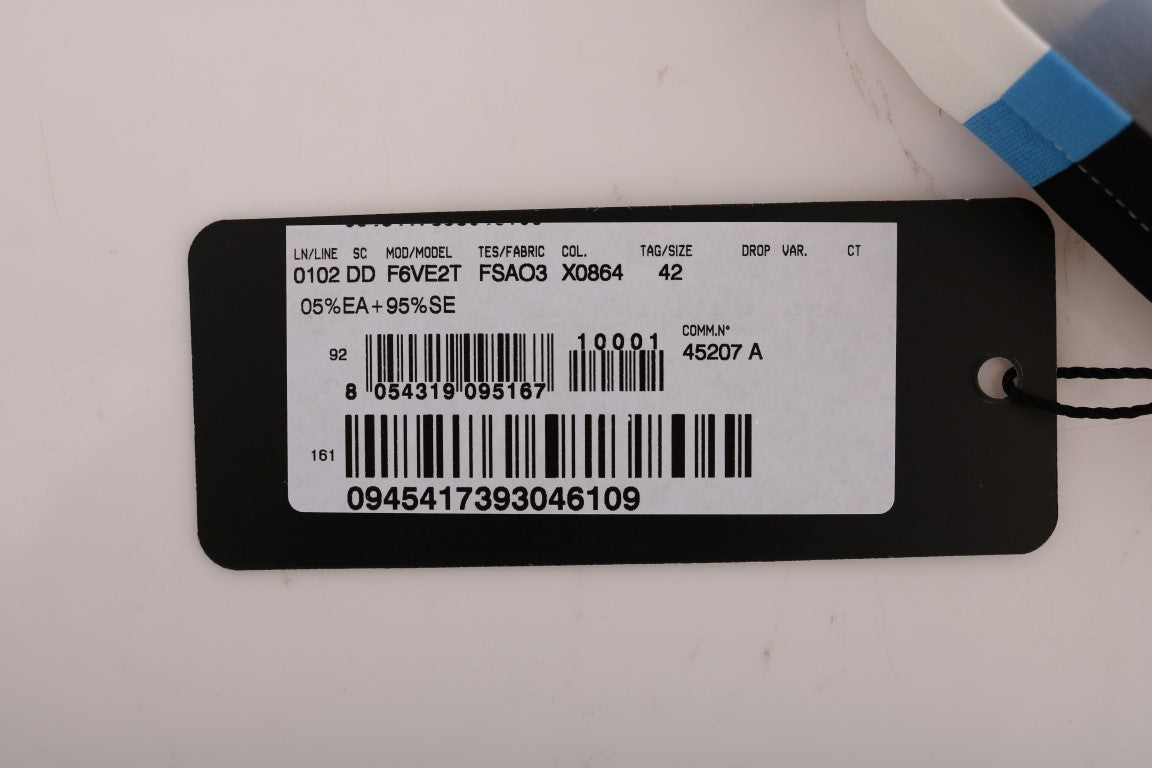 LN/LINE SC MOD/MODEL TES/FABRIC COL. TAG/SIZE DROP VAR. CT
0102 DD F6VE2T FSAO3 X0864 42
05%EA+95%SE
92 10001 COMM.N°
8 054319 095167 45207 A
161
0945417393046109